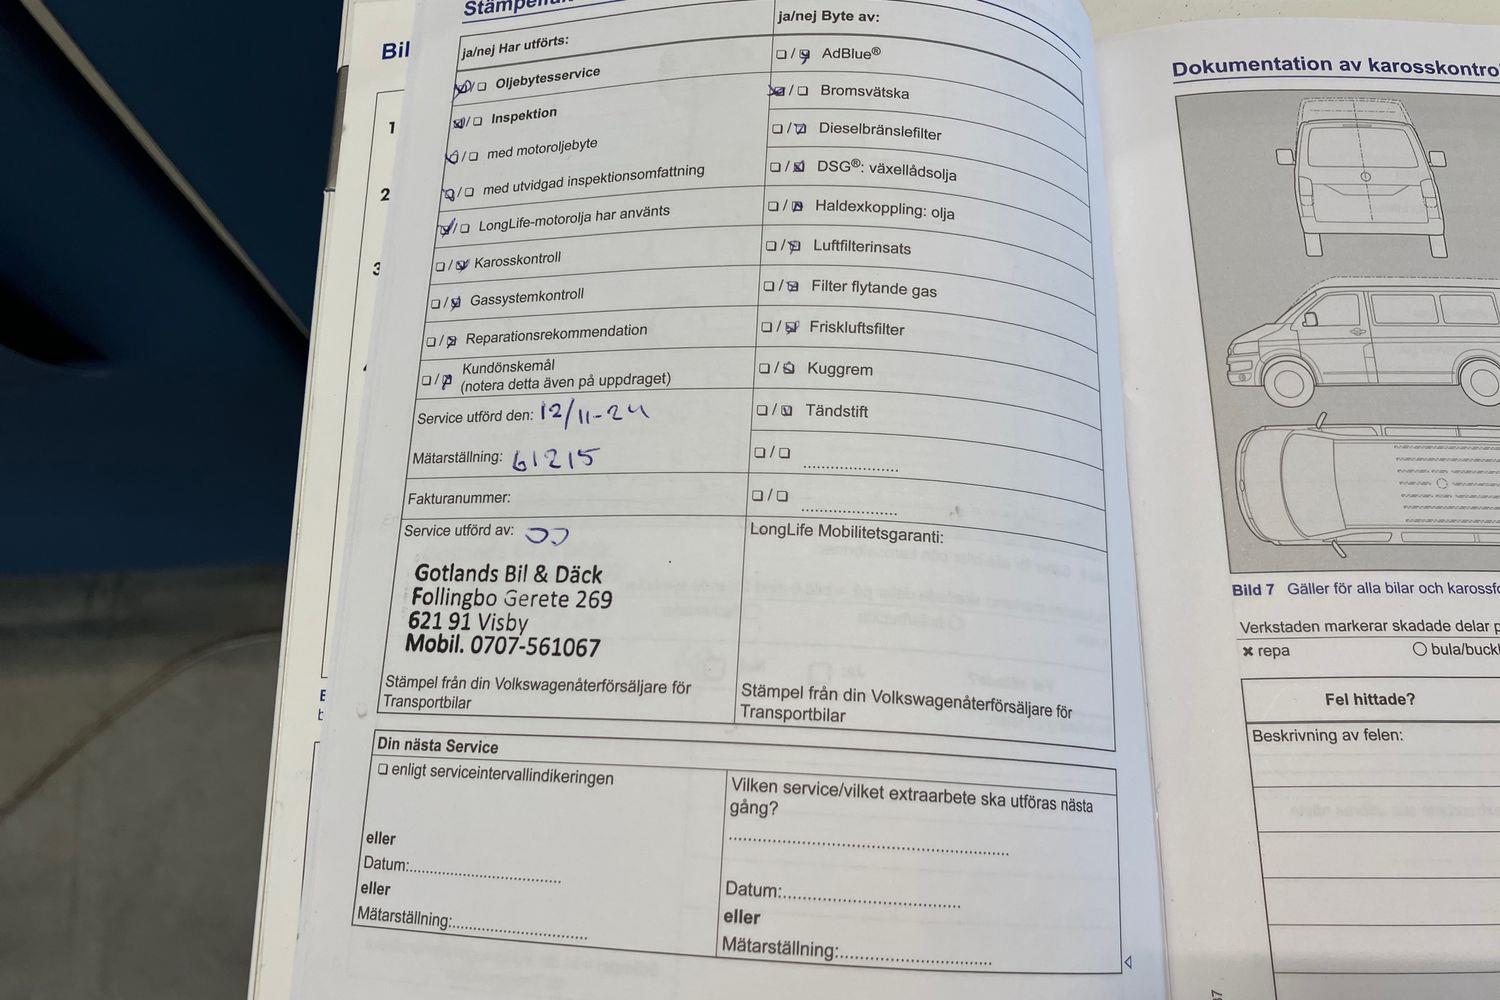 Bil
1
2
3
ja/nej Har utförts:
☒/☐ Oljebytesservice
☒/☐ Inspektion
☒/☐ med motoroljebyte
☒/☐ med utvidgad inspektionsomfattning
☒/☐ LongLife-motorolja har använts
☐/☒ Karosskontroll
☐/☒ Gassystemkontroll
☐/☒ Reparationsrekommendation
☐/☒ Kundönskemål
(notera detta även på uppdraget)
Service utförd den: 12/11-24
Mätarställning: 61215
Fakturanummer:
Service utförd av:
Gotlands Bil & Däck
Follingbo Gerete 269
621 91 Visby
Mobil. 0707-561067
Stämpel från din Volkswagenåterförsäljare för
Transportbilar
ja/nej Byte av:
☐/☒ AdBlue®
☒/☐ Bromsvätska
☐/☒ Dieselbränslefilter
☐/☒ DSG®: växellådsolja
☐/☒ Haldexkoppling: olja
☐/☒ Luftfilterinsats
☐/☒ Filter flytande gas
☐/☒ Friskluftsfilter
☐/☒ Kuggrem
☐/☒ Tändstift
☐/☐ ....................
☐/☐ ....................
LongLife Mobilitetsgaranti:
Stämpel från din Volkswagenåterförsäljare för
Transportbilar
Din nästa Service
☐ enligt serviceintervallindikeringen
eller
Datum:..............................
eller
Mätarställning:...........................
Vilken service/vilket extraarbete ska utföras nästa
gång?
.......................................................
Datum:...................................
eller
Mätarställning:..............................
Dokumentation av karosskontro
Bild 7 Gäller för alla bilar och karossfo
Verkstaden markerar skadade delar p
✖ repa ○ bula/buckl
Fel hittade?
Beskrivning av felen: